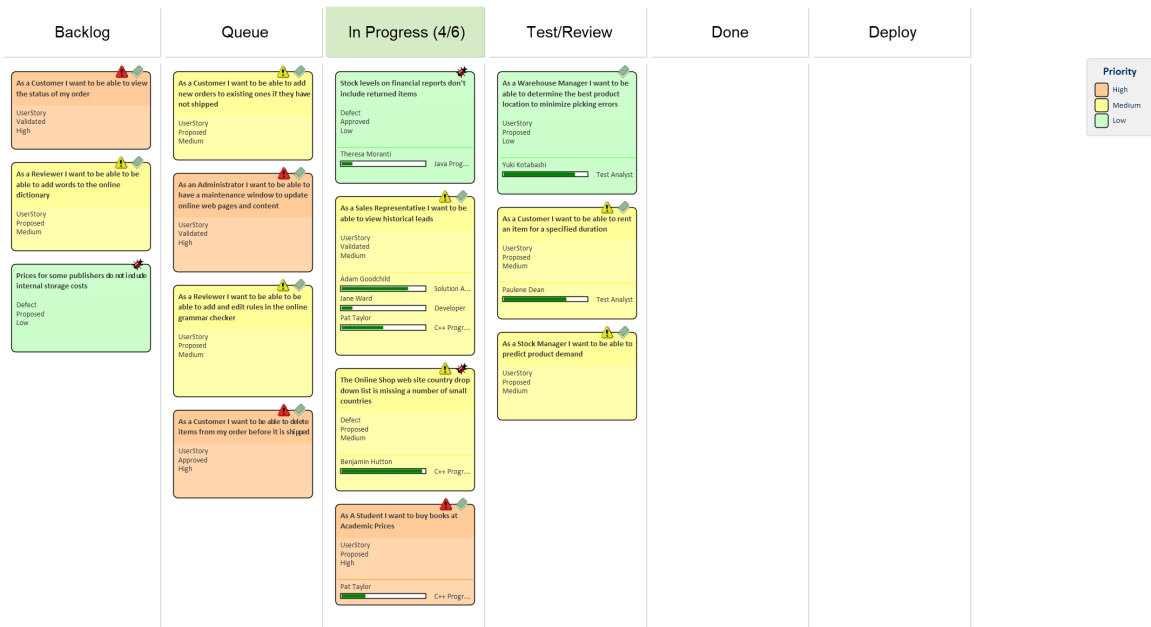 Backlog
Queue
In Progress (4/6)
Test/Review
Done
Deploy
As a Customer I want to be able to view
the status of my order
UserStory
Validated
High
As a Reviewer I want to be able to be
able to add words to the online
dictionary
UserStory
Proposed
Medium
Prices for some publishers do not include
internal storage costs
Defect
Proposed
Low
As a Customer I want to be able to add
new orders to existing ones if they have
not shipped
UserStory
Proposed
Medium
As an Administrator I want to be able to
have a maintenance window to update
online web pages and content
UserStory
Validated
High
As a Reviewer I want to be able to be
able to add and edit rules in the online
grammar checker
UserStory
Proposed
Medium
As a Customer I want to be able to delete
items from my order before it is shipped
UserStory
Approved
High
Stock levels on financial reports don't
include returned items
Defect
Approved
Low
Theresa Moranti
Java Prog...
As a Sales Representative I want to be
able to view historical leads
UserStory
Validated
Medium
Adam Goodchild
Solution A...
Jane Ward
Developer
Pat Taylor
C++ Progr...
The Online Shop web site country drop
down list is missing a number of small
countries
Defect
Proposed
Medium
Benjamin Hutton
C++ Progr...
As A Student I want to buy books at
Academic Prices
UserStory
Proposed
High
Pat Taylor
C++ Progr...
As a Warehouse Manager I want to be
able to determine the best product
location to minimize picking errors
UserStory
Proposed
Low
Yuki Kotabashi
Test Analyst
As a Customer I want to be able to rent
an item for a specified duration
UserStory
Proposed
Medium
Paulene Dean
Test Analyst
As a Stock Manager I want to be able to
predict product demand
UserStory
Proposed
Medium
Priority
High
Medium
Low